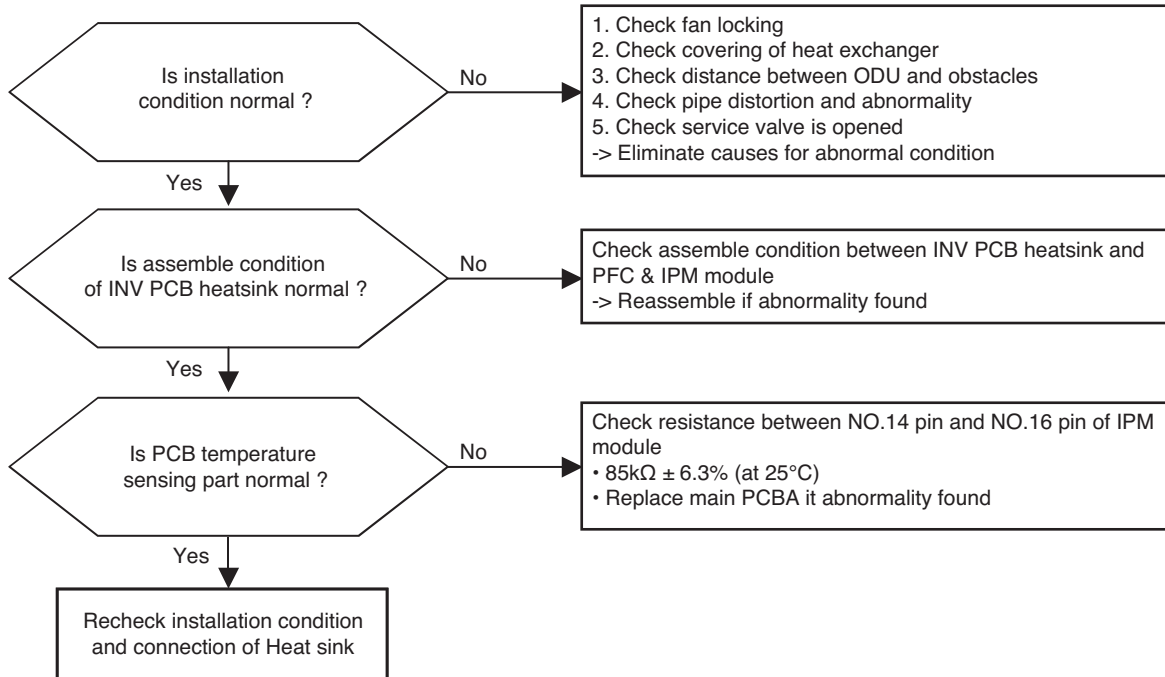 Is installation
condition normal ?
No
1. Check fan locking
2. Check covering of heat exchanger
3. Check distance between ODU and obstacles
4. Check pipe distortion and abnormality
5. Check service valve is opened
-> Eliminate causes for abnormal condition
Yes
Is assemble condition
of INV PCB heatsink normal ?
No
Check assemble condition between INV PCB heatsink and
PFC & IPM module
-> Reassemble if abnormality found
Yes
Is PCB temperature
sensing part normal ?
No
Check resistance between NO.14 pin and NO.16 pin of IPM
module
• 85kΩ ± 6.3% (at 25°C)
• Replace main PCBA it abnormality found
Yes
Recheck installation condition
and connection of Heat sink